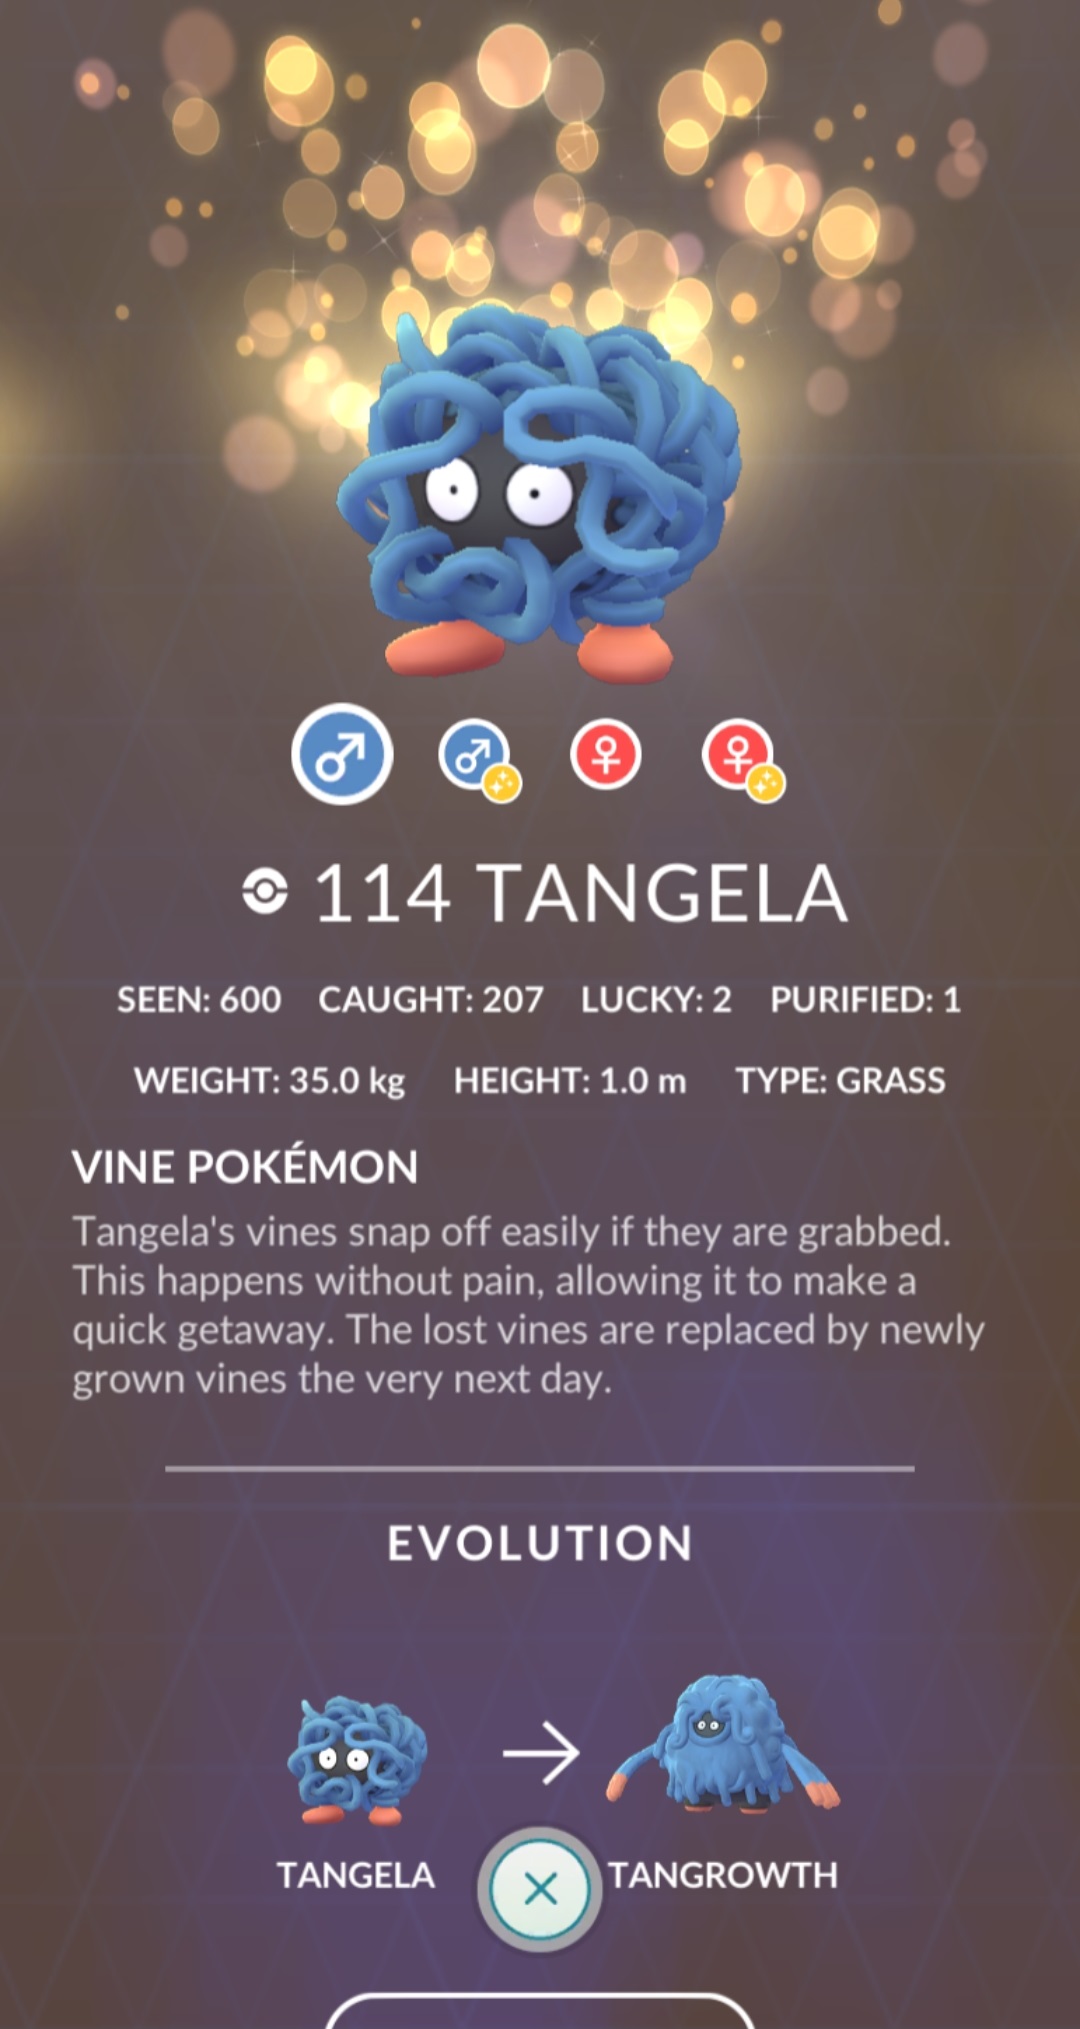 114 TANGELA
SEEN: 600 CAUGHT: 207 LUCKY: 2 PURIFIED: 1
WEIGHT: 35.0 kg HEIGHT: 1.0 m TYPE: GRASS
VINE POKÉMON
Tangela's vines snap off easily if they are grabbed.
This happens without pain, allowing it to make a
quick getaway. The lost vines are replaced by newly
grown vines the very next day.
EVOLUTION
TANGELA TANGROWTH